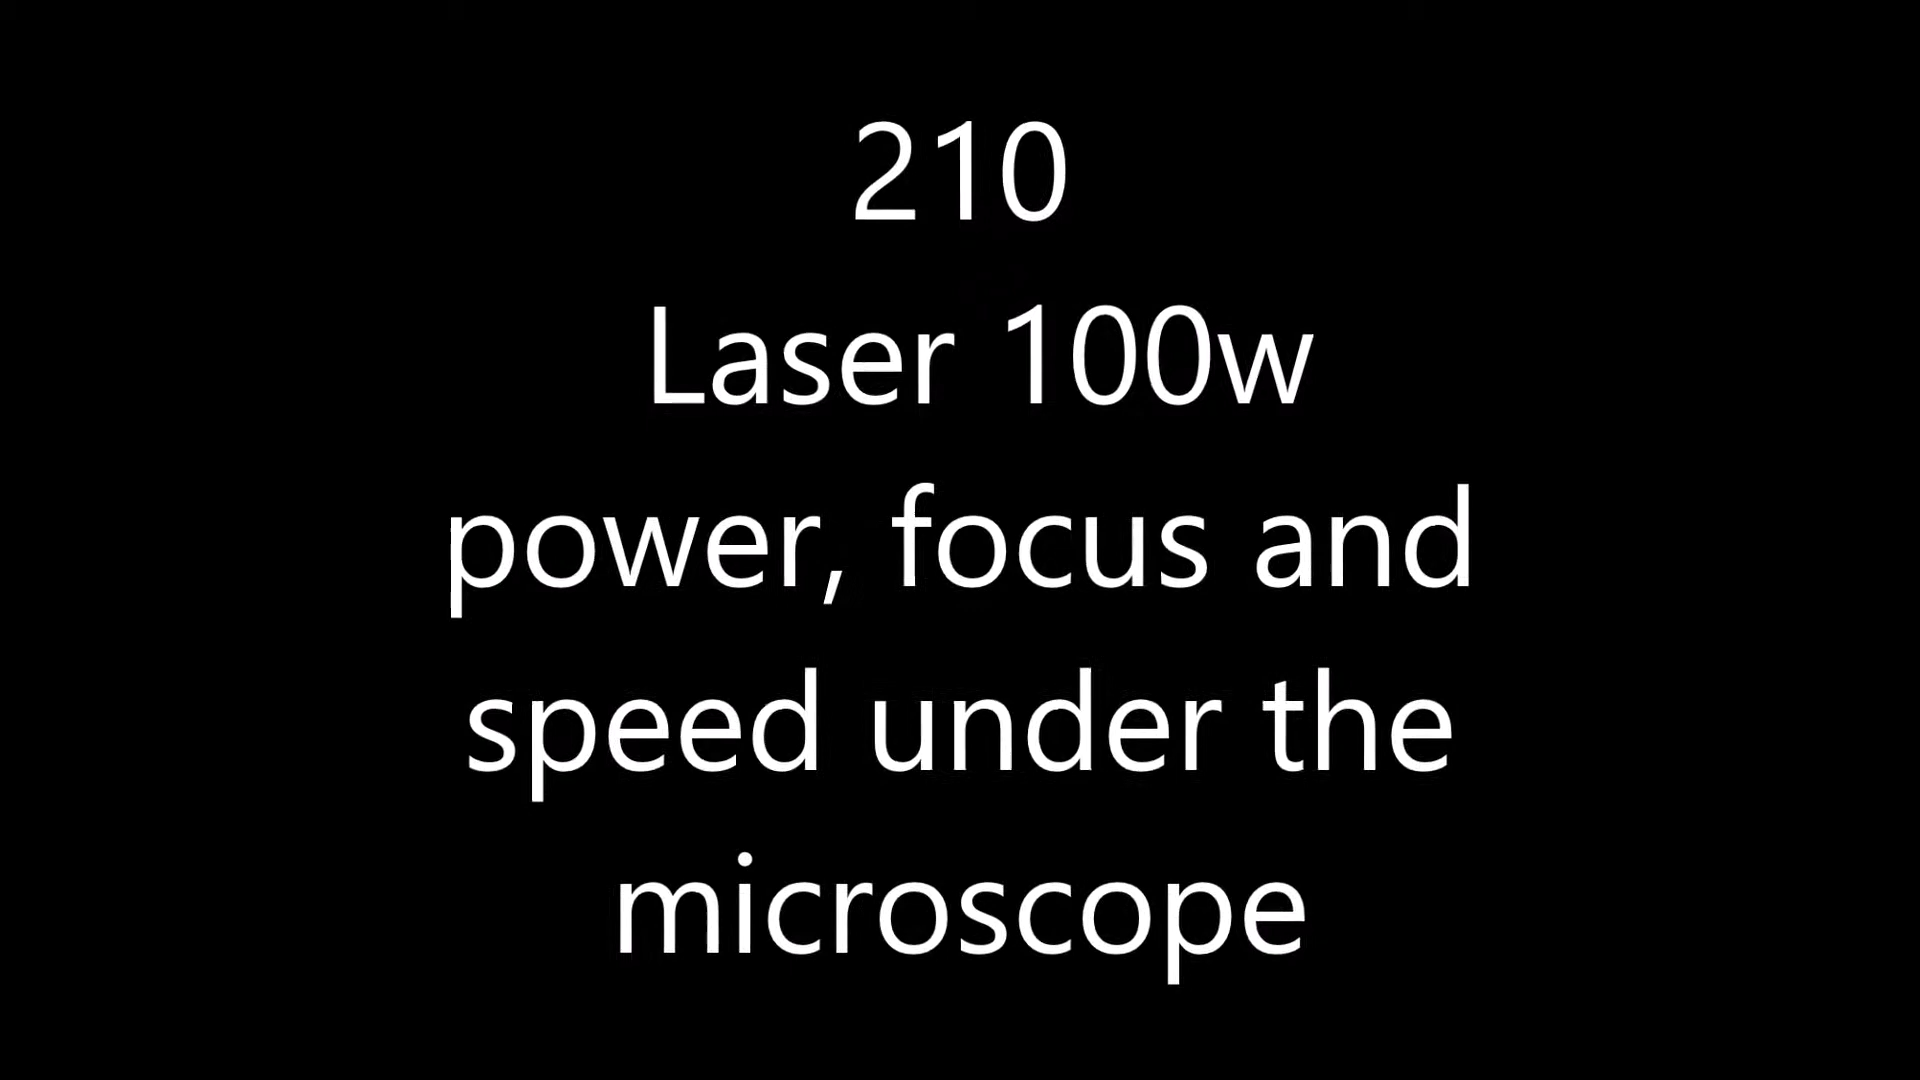 210
Laser 100w
power, focus and
speed under the
microscope